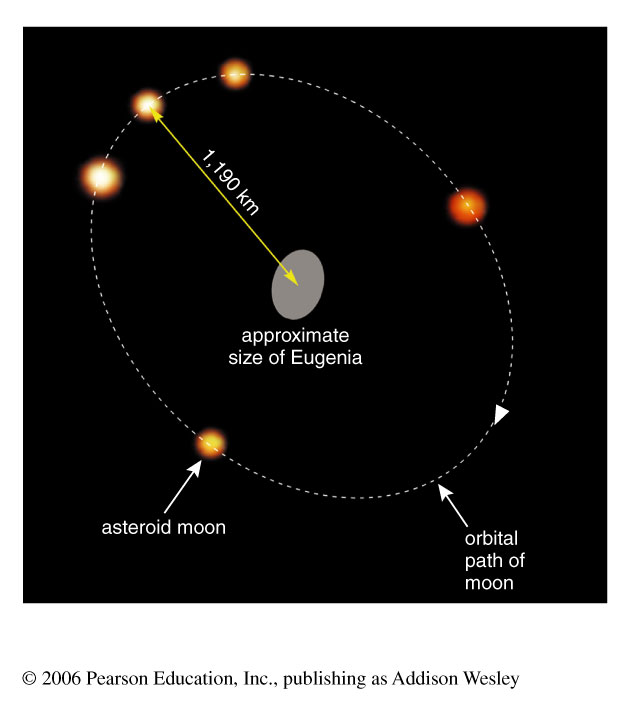 1,190 km
approximate
size of Eugenia
asteroid moon
orbital
path of
moon
© 2006 Pearson Education, Inc., publishing as Addison Wesley